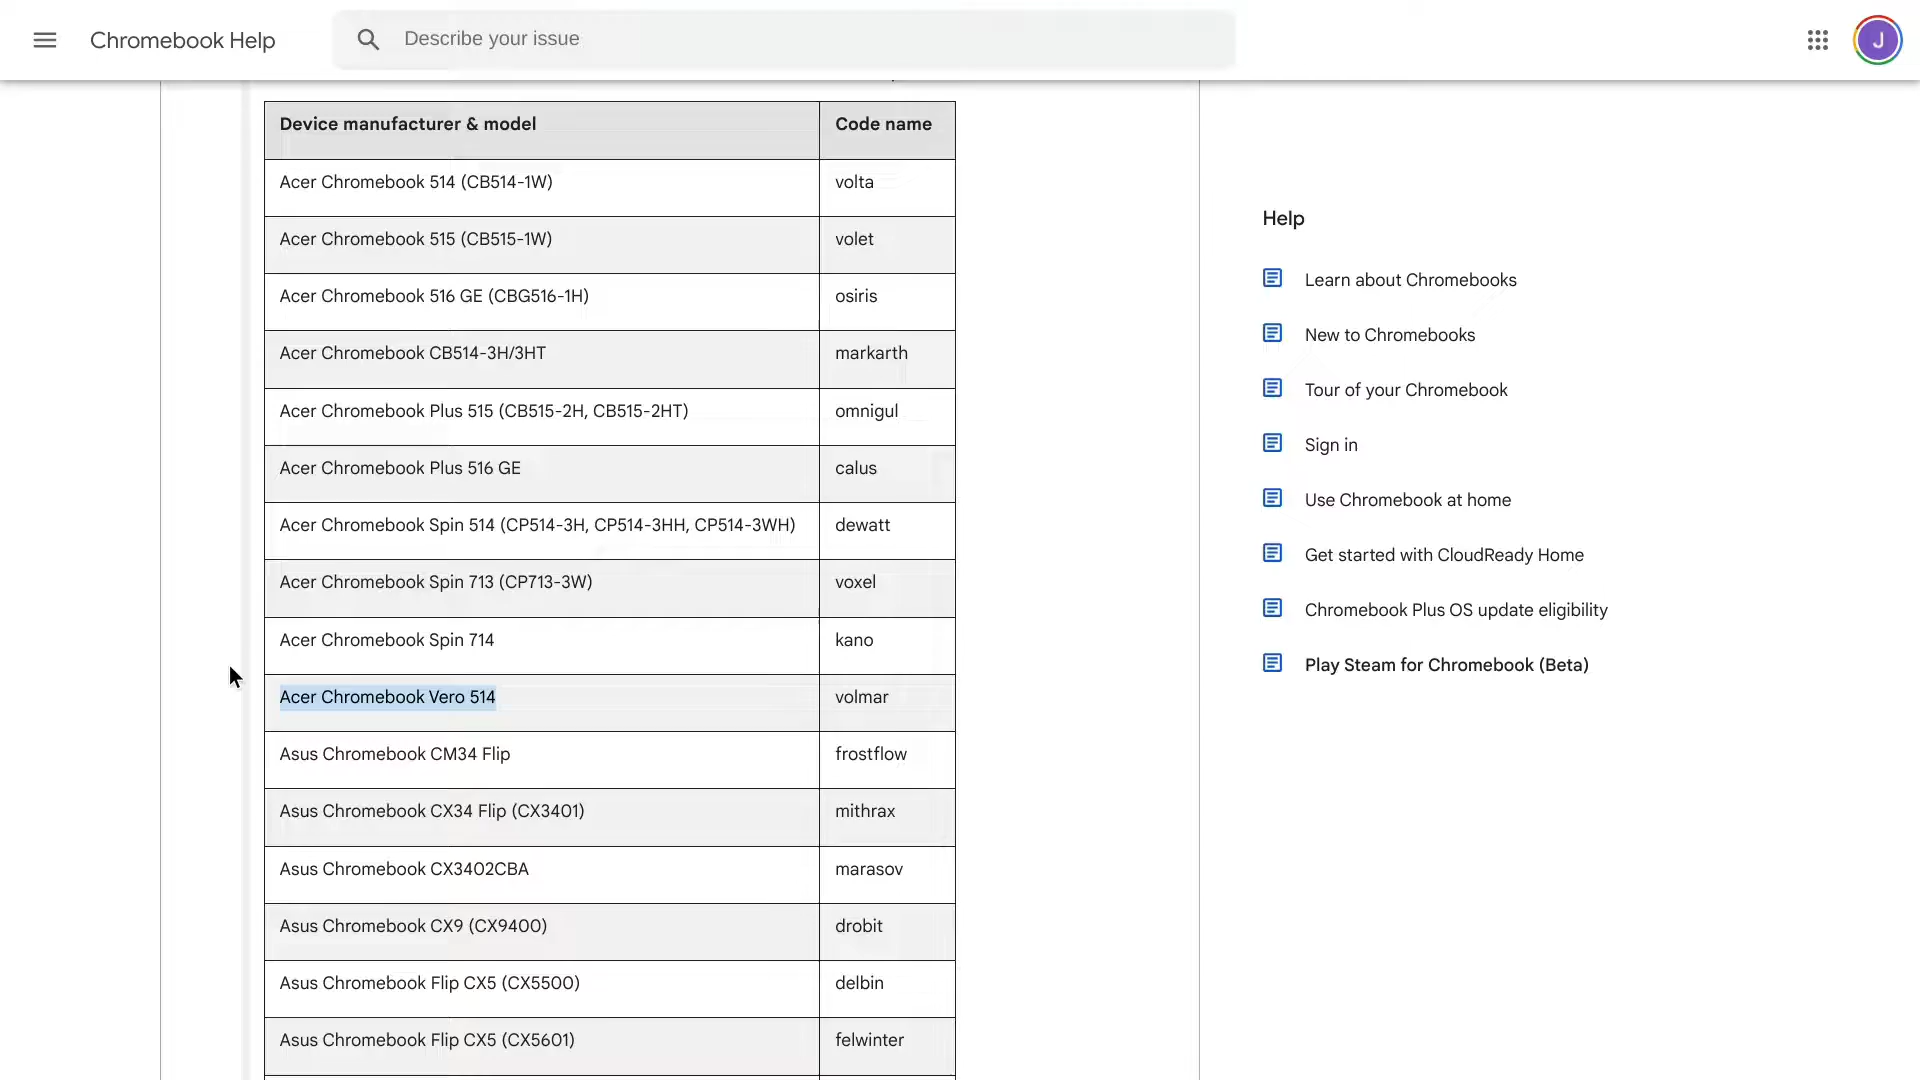 Chromebook Help
Describe your issue
J
Device manufacturer & model Code name
Acer Chromebook 514 (CB514-1W) volta
Acer Chromebook 515 (CB515-1W) volet
Acer Chromebook 516 GE (CBG516-1H) osiris
Acer Chromebook CB514-3H/3HT markarth
Acer Chromebook Plus 515 (CB515-2H, CB515-2HT) omnigul
Acer Chromebook Plus 516 GE calus
Acer Chromebook Spin 514 (CP514-3H, CP514-3HH, CP514-3WH) dewatt
Acer Chromebook Spin 713 (CP713-3W) voxel
Acer Chromebook Spin 714 kano
Acer Chromebook Vero 514 volmar
Asus Chromebook CM34 Flip frostflow
Asus Chromebook CX34 Flip (CX3401) mithrax
Asus Chromebook CX3402CBA marasov
Asus Chromebook CX9 (CX9400) drobit
Asus Chromebook Flip CX5 (CX5500) delbin
Asus Chromebook Flip CX5 (CX5601) felwinter
Help
Learn about Chromebooks
New to Chromebooks
Tour of your Chromebook
Sign in
Use Chromebook at home
Get started with CloudReady Home
Chromebook Plus OS update eligibility
Play Steam for Chromebook (Beta)